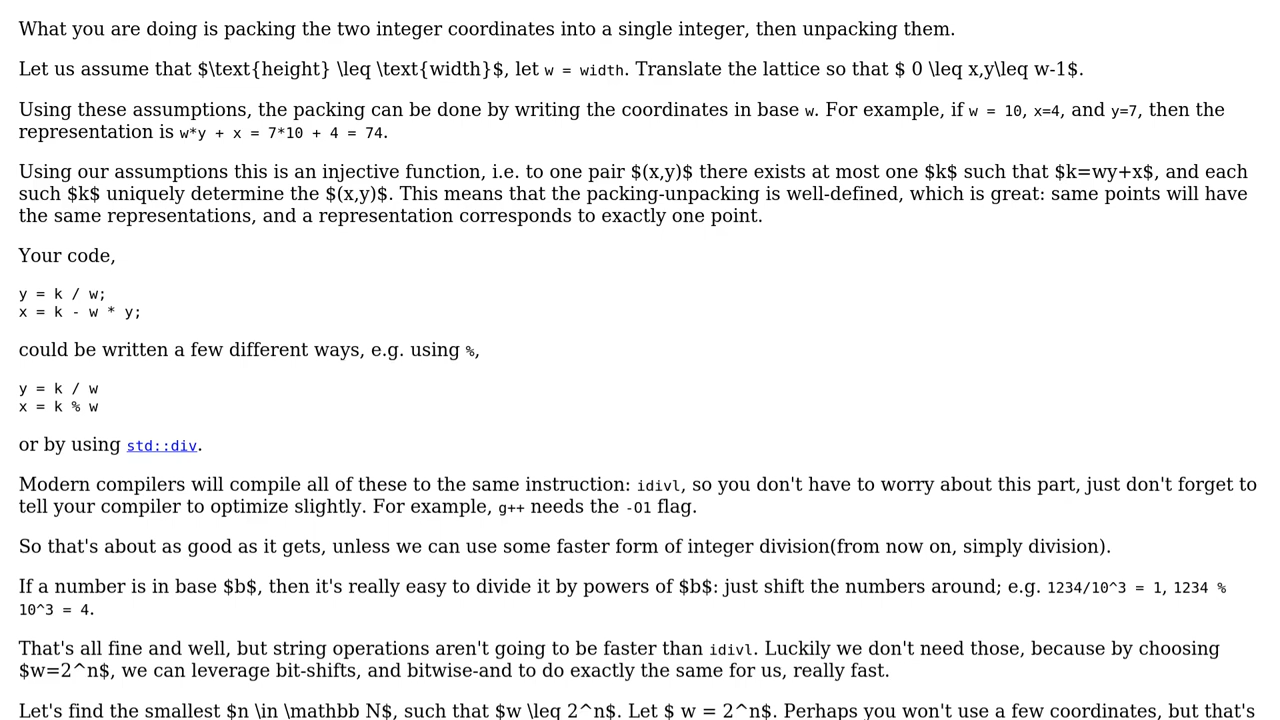 What you are doing is packing the two integer coordinates into a single integer, then unpacking them.
Let us assume that $\text{height} \leq \text{width}$, let w = width. Translate the lattice so that $ 0 \leq x,y\leq w-1$.
Using these assumptions, the packing can be done by writing the coordinates in base w. For example, if w = 10, x=4, and y=7, then the
representation is w*y + x = 7*10 + 4 = 74.
Using our assumptions this is an injective function, i.e. to one pair $(x,y)$ there exists at most one $k$ such that $k=wy+x$, and each
such $k$ uniquely determine the $(x,y)$. This means that the packing-unpacking is well-defined, which is great: same points will have
the same representations, and a representation corresponds to exactly one point.
Your code,
y = k / w;
x = k - w * y;
could be written a few different ways, e.g. using %,
y = k / w
x = k % w
or by using std::div.
Modern compilers will compile all of these to the same instruction: idivl, so you don't have to worry about this part, just don't forget to
tell your compiler to optimize slightly. For example, g++ needs the -O1 flag.
So that's about as good as it gets, unless we can use some faster form of integer division(from now on, simply division).
If a number is in base $b$, then it's really easy to divide it by powers of $b$: just shift the numbers around; e.g. 1234/10^3 = 1, 1234 %
10^3 = 4.
That's all fine and well, but string operations aren't going to be faster than idivl. Luckily we don't need those, because by choosing
$w=2^n$, we can leverage bit-shifts, and bitwise-and to do exactly the same for us, really fast.
Let's find the smallest $n \in \mathbb N$, such that $w \leq 2^n$. Let $ w = 2^n$. Perhaps you won't use a few coordinates, but that's